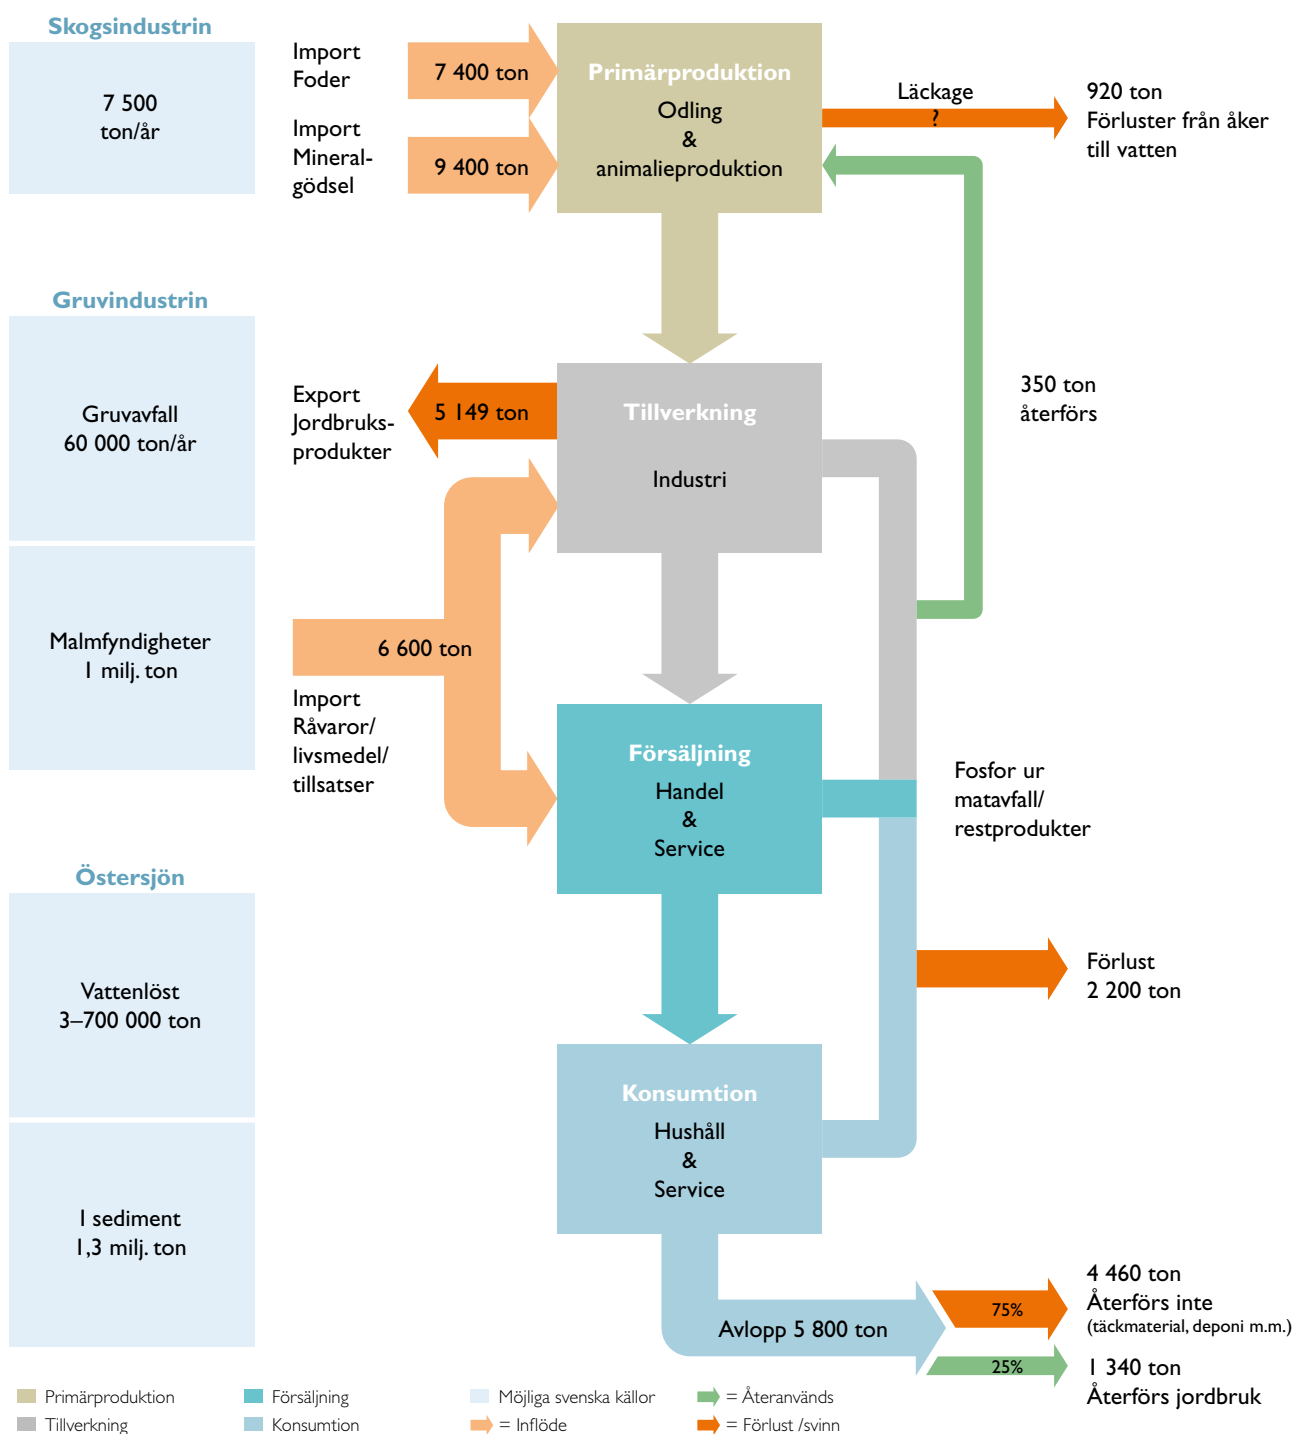 Skogsindustrin
7 500
ton/år
Import
Foder
7 400 ton
Import
Mineral-
gödsel
9 400 ton
Primärproduktion
Odling
&
animalieproduktion
Läckage
?
920 ton
Förluster från åker
till vatten
350 ton
återförs
Gruvindustrin
Gruvavfall
60 000 ton/år
Malmfyndigheter
1 milj. ton
Export
Jordbruks-
produkter
5 149 ton
Tillverkning
Industri
6 600 ton
Import
Råvaror/
livsmedel/
tillsatser
Försäljning
Handel
&
Service
Fosfor ur
matavfall/
restprodukter
Östersjön
Vattenlöst
3–700 000 ton
I sediment
1,3 milj. ton
Förlust
2 200 ton
Konsumtion
Hushåll
&
Service
Avlopp 5 800 ton
75%
4 460 ton
Återförs inte
(täckmaterial, deponi m.m.)
25%
1 340 ton
Återförs jordbruk
Primärproduktion
Försäljning
Möjliga svenska källor
= Återanvänds
Tillverkning
Konsumtion
= Inflöde
= Förlust /svinn